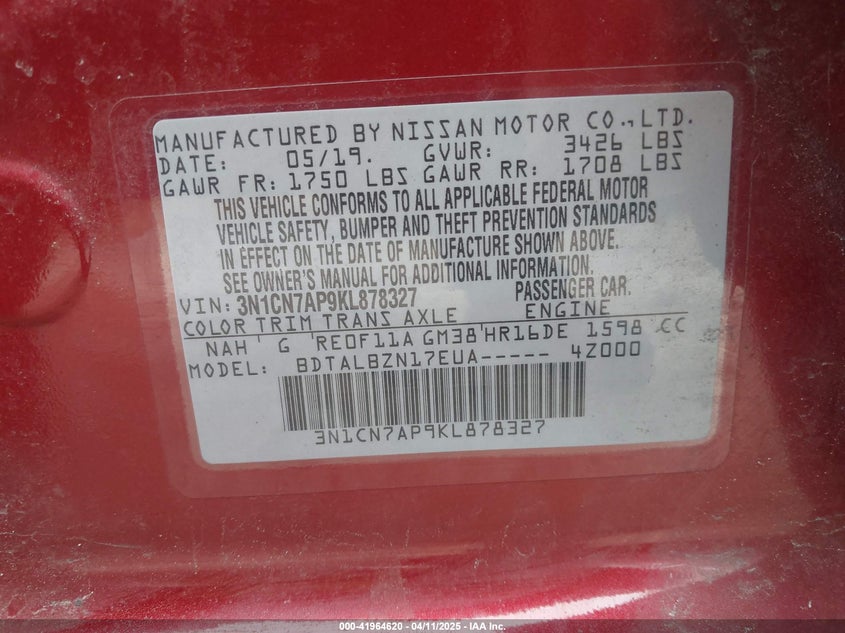 MANUFACTURED BY NISSAN MOTOR CO., LTD.
DATE: 05/19. GVWR: 3426 LBS
GAWR FR: 1750 LBS GAWR RR: 1708 LBS
THIS VEHICLE CONFORMS TO ALL APPLICABLE FEDERAL MOTOR
VEHICLE SAFETY, BUMPER AND THEFT PREVENTION STANDARDS
IN EFFECT ON THE DATE OF MANUFACTURE SHOWN ABOVE.
SEE OWNER'S MANUAL FOR ADDITIONAL INFORMATION.
VIN: 3N1CN7AP9KL878327 PASSENGER CAR.
COLOR TRIM TRANS AXLE ENGINE
NAH G RE0F11A GM38 HR16DE 1598 CC
MODEL: BDTALBZN17EUA----- 4Z000
3N1CN7AP9KL878327
000-41964620 | 04/11/2025 - IAA Inc.